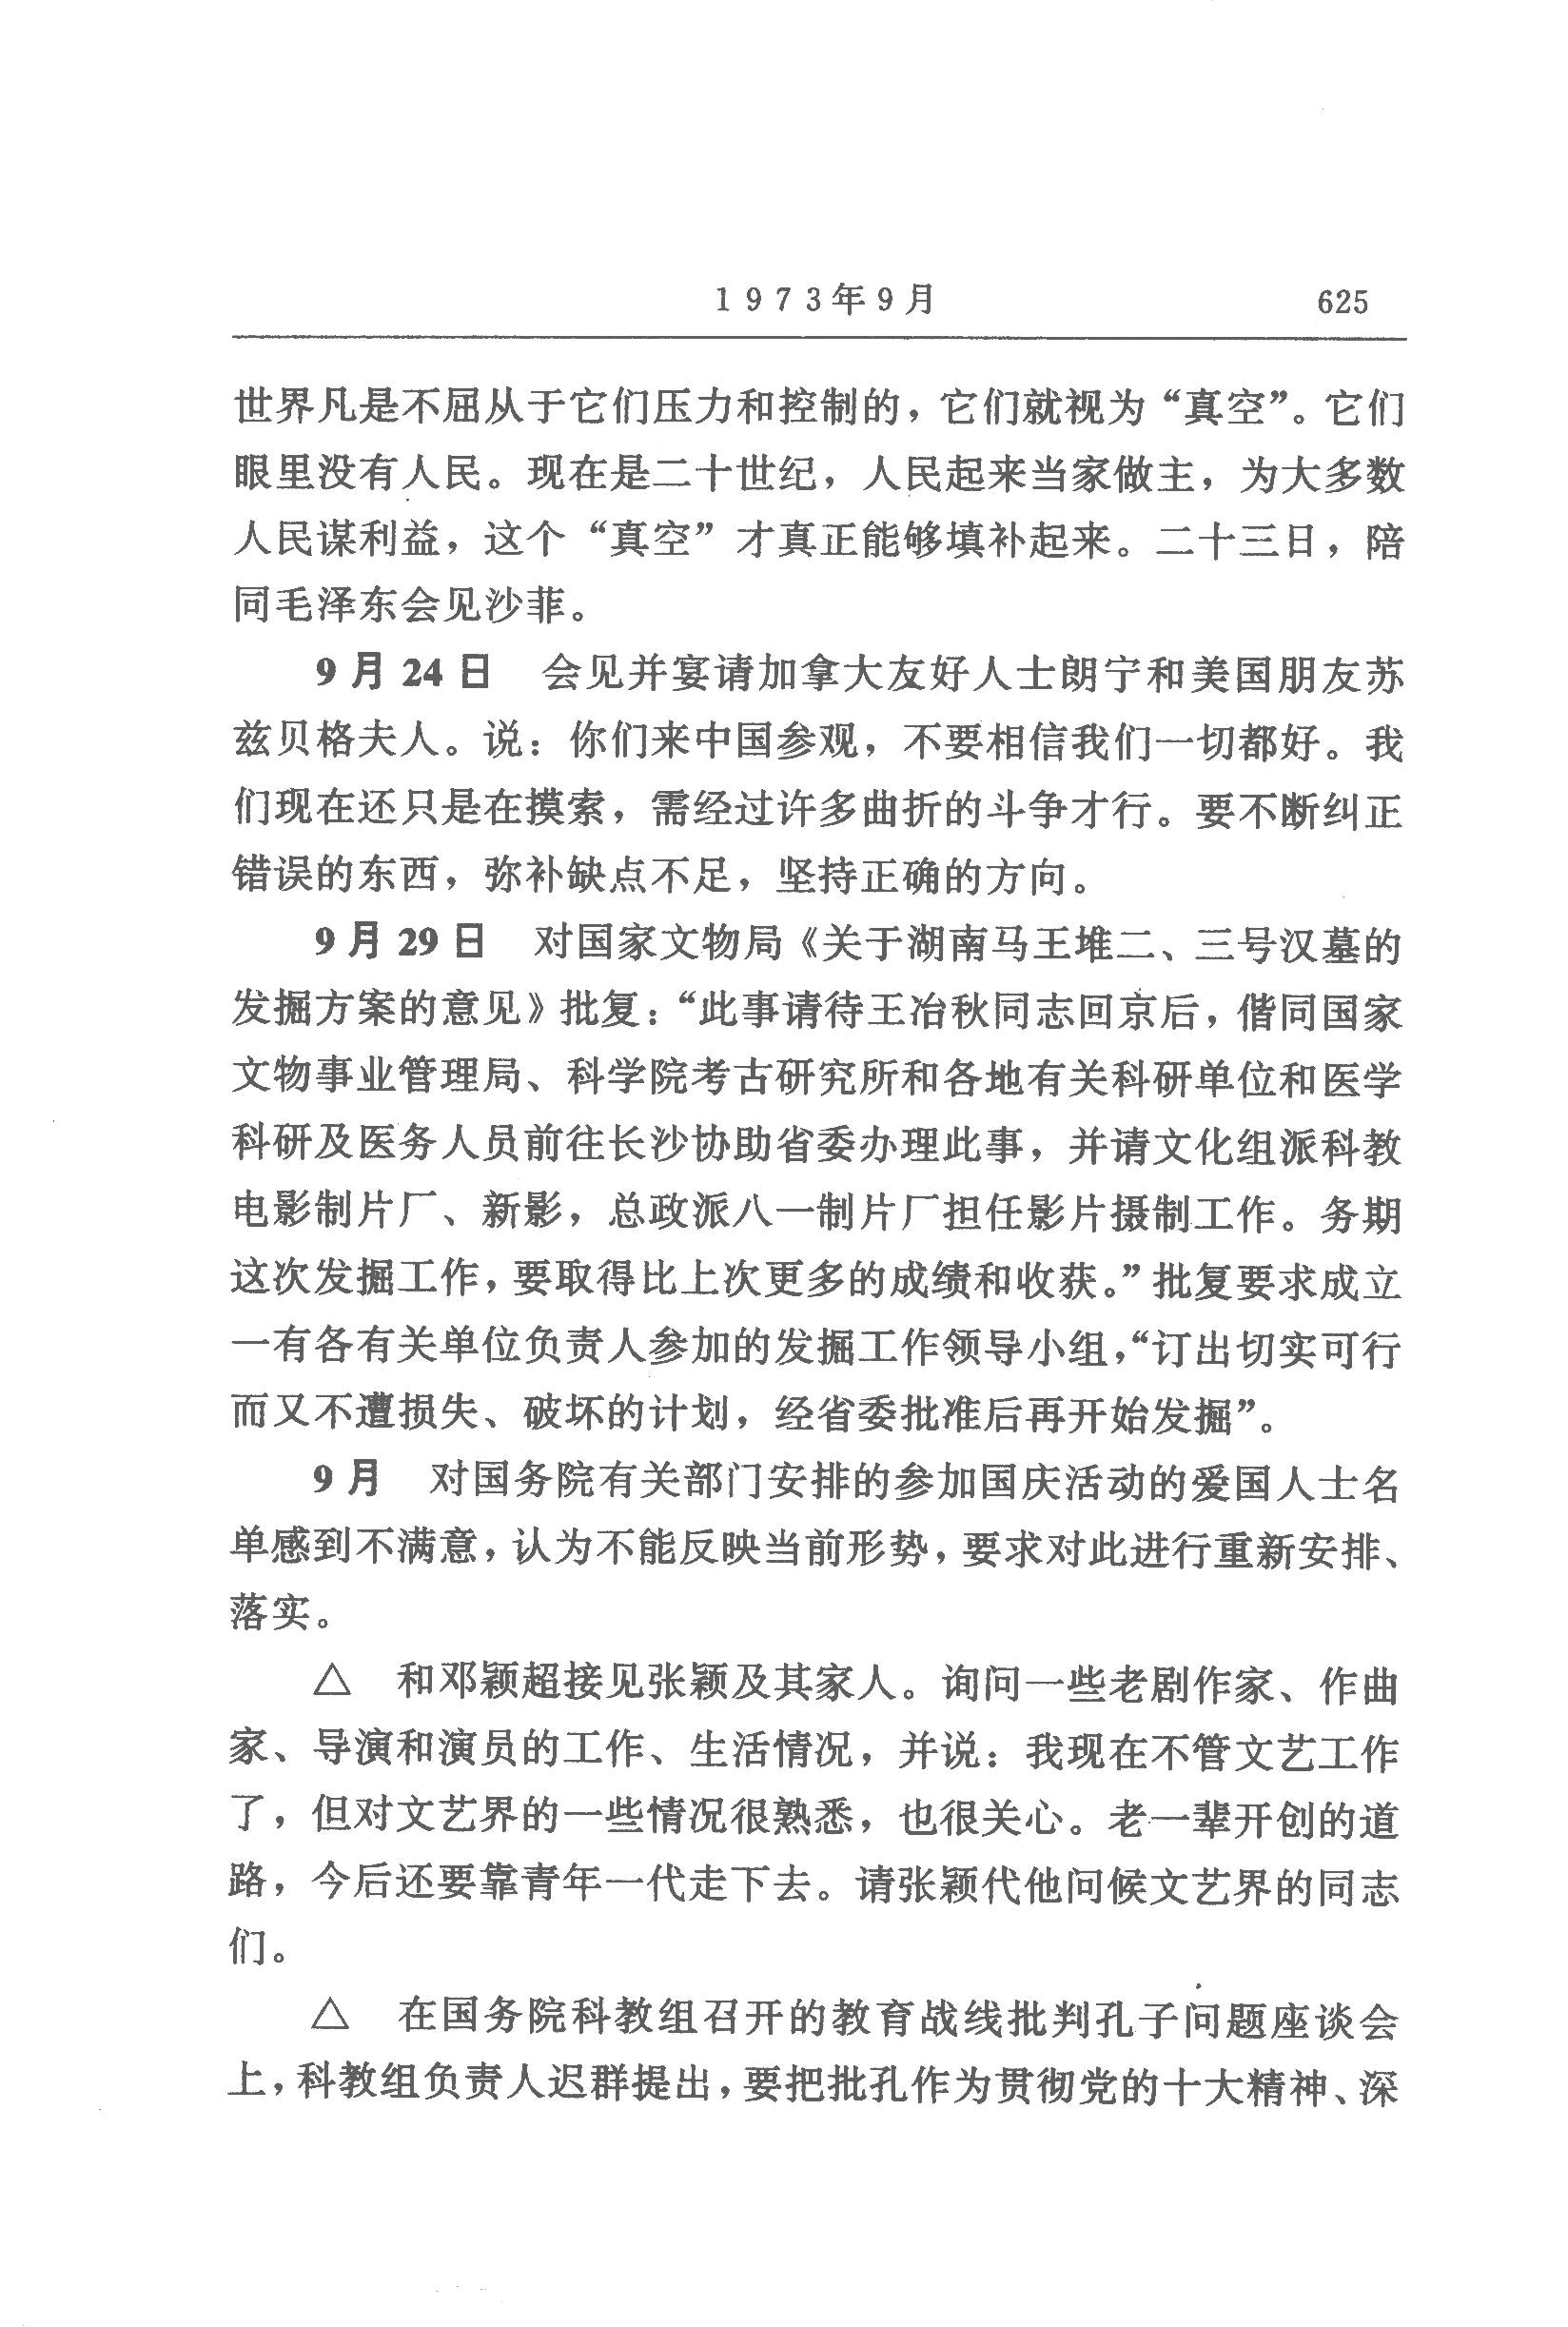 1973年9月 625
世界凡是不屈从于它们压力和控制的，它们就视为“真空”。它们
眼里没有人民。现在是二十世纪，人民起来当家做主，为大多数
人民谋利益，这个“真空”才真正能够填补起来。二十三日，陪
同毛泽东会见沙菲。
9月24日 会见并宴请加拿大友好人士朗宁和美国朋友苏
兹贝格夫人。说：你们来中国参观，不要相信我们一切都好。我
们现在还只是在摸索，需经过许多曲折的斗争才行。要不断纠正
错误的东西，弥补缺点不足，坚持正确的方向。
9月29日 对国家文物局《关于湖南马王堆二、三号汉墓的
发掘方案的意见》批复：“此事请待王冶秋同志回京后，偕同国家
文物事业管理局、科学院考古研究所和各地有关科研单位和医学
科研及医务人员前往长沙协助省委办理此事，并请文化组派科教
电影制片厂、新影，总政派八一制片厂担任影片摄制工作。务期
这次发掘工作，要取得比上次更多的成绩和收获。”批复要求成立
一有各有关单位负责人参加的发掘工作领导小组，“订出切实可行
而又不遭损失、破坏的计划，经省委批准后再开始发掘”。
9月 对国务院有关部门安排的参加国庆活动的爱国人士名
单感到不满意，认为不能反映当前形势，要求对此进行重新安排、
落实。
△ 和邓颖超接见张颖及其家人。询问一些老剧作家、作曲
家、导演和演员的工作、生活情况，并说：我现在不管文艺工作
了，但对文艺界的一些情况很熟悉，也很关心。老一辈开创的道
路，今后还要靠青年一代走下去。请张颖代他问候文艺界的同志
们。
△ 在国务院科教组召开的教育战线批判孔子问题座谈会
上，科教组负责人迟群提出，要把批孔作为贯彻党的十大精神、深